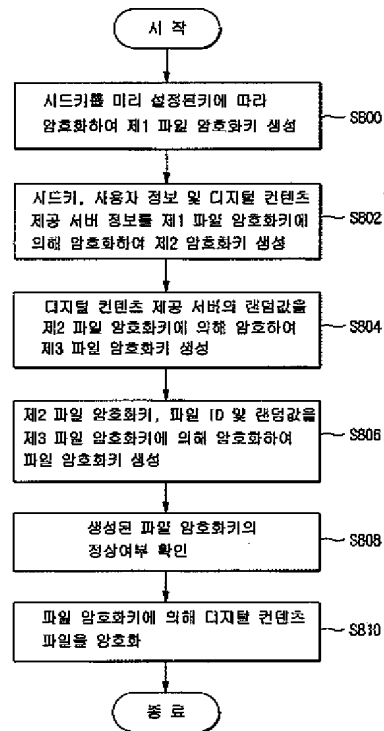 시 작
시드키를 미리 설정된키에 따라
암호화하여 제1 파일 암호화키 생성
S800
시드키, 사용자 정보 및 디지털 컨텐츠
제공 서버 정보를 제1 파일 암호화키에
의해 암호화하여 제2 암호화키 생성
S802
디지털 컨텐츠 제공 서버의 랜덤값을
제2 파일 암호화키에 의해 암호하여
제3 파일 암호화키 생성
S804
제2 파일 암호화키, 파일 ID 및 랜덤값을
제3 파일 암호화키에 의해 암호화하여
파일 암호화키 생성
S806
생성된 파일 암호화키의
정상여부 확인
S808
파일 암호화키에 의해 디지털 컨텐츠
파일을 암호화
S810
종 료